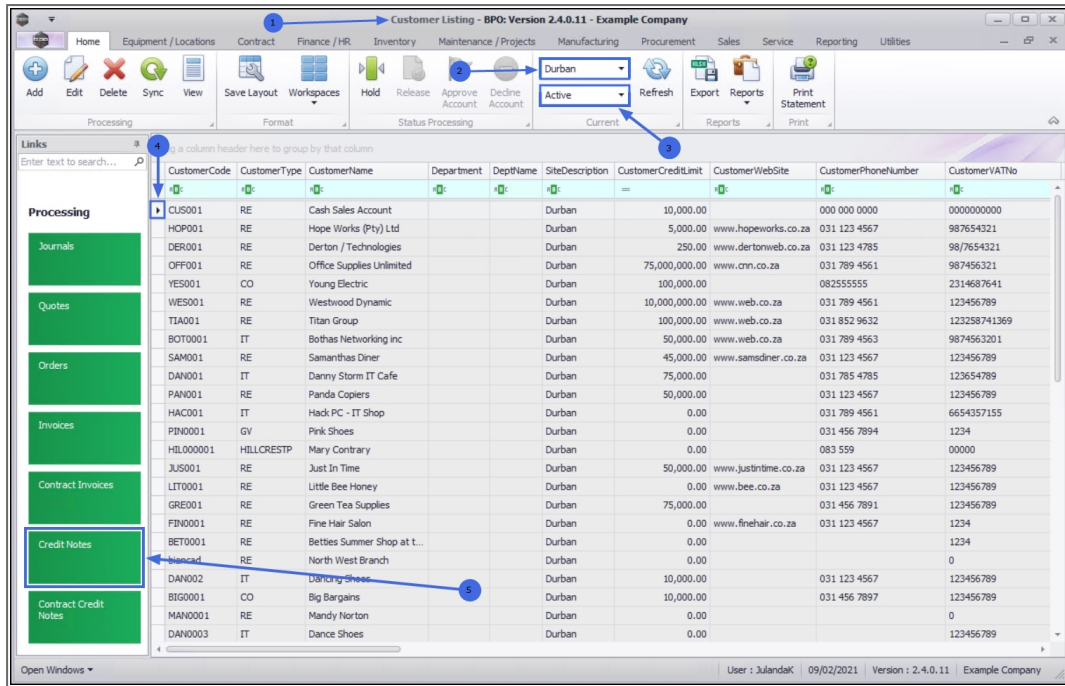 1
Customer Listing - BPO: Version 2.4.0.11 - Example Company
Home Equipment / Locations Contract Finance / HR Inventory Maintenance / Projects Manufacturing Procurement Sales Service Reporting Utilities
2 Durban
Add Edit Delete Sync View Save Layout Workspaces Hold Release Approve Account Decline Account Active Refresh Export Reports Print Statement
Processing Format Status Processing Current Reports Print
3
Links 4 a column header here to group by that column
Enter text to search...
CustomerCode CustomerType CustomerName Department DeptName SiteDescription CustomerCreditLimit CustomerWebSite CustomerPhoneNumber CustomerVATNo
=
Processing
Journals
Quotes
Orders
Invoices
Contract Invoices
Credit Notes
Contract Credit Notes
CUS001 RE Cash Sales Account Durban 10,000.00 000 000 0000 0000000000
HOP001 RE Hope Works (Pty) Ltd Durban 5,000.00 www.hopeworks.co.za 031 123 4567 987654321
DER001 RE Derton / Technologies Durban 250.00 www.dertonweb.co.za 031 123 4785 98/7654321
OFF001 RE Office Supplies Unlimited Durban 75,000,000.00 www.cnn.co.za 031 789 4561 987456321
YES001 CO Young Electric Durban 100,000.00 082555555 2314687641
WES001 RE Westwood Dynamic Durban 10,000,000.00 www.web.co.za 031 789 4561 123456789
TIA001 RE Titan Group Durban 100,000.00 www.web.co.za 031 852 9632 123258741369
BOT0001 IT Bothas Networking inc Durban 50,000.00 www.web.co.za 031 789 4563 9874563201
SAM001 RE Samanthas Diner Durban 45,000.00 www.samsdiner.co.za 031 123 4567 123456789
DAN001 IT Danny Storm IT Cafe Durban 75,000.00 031 785 4785 123654789
PAN001 RE Panda Copiers Durban 50,000.00 031 123 4567 123456789
HAC001 IT Hack PC - IT Shop Durban 0.00 031 789 4561 6654357155
PIN0001 GV Pink Shoes Durban 0.00 031 456 7894 1234
HIL000001 HILLCRESTP Mary Contrary Durban 0.00 083 559 00000
JUS001 RE Just In Time Durban 50,000.00 www.justintime.co.za 031 123 4567 123456789
LIT0001 RE Little Bee Honey Durban 0.00 www.bee.co.za 031 123 4567 123456789
GRE001 RE Green Tea Supplies Durban 75,000.00 031 456 7891 123456789
FIN0001 RE Fine Hair Salon Durban 0.00 www.finehair.co.za 031 123 4567 1234
BET0001 RE Betties Summer Shop at t... Durban 0.00 1234
biancad RE North West Branch Durban 0.00 0
DAN002 IT Dancing Shoes Durban 10,000.00 031 123 4567 123456789
BIG0001 CO Big Bargains Durban 10,000.00 031 456 7897 123456789
MAN0001 RE Mandy Norton Durban 0.00 0
DAN0003 IT Dance Shoes Durban 0.00 123456789
5
Open Windows User : JulandaK 09/02/2021 Version : 2.4.0.11 Example Company